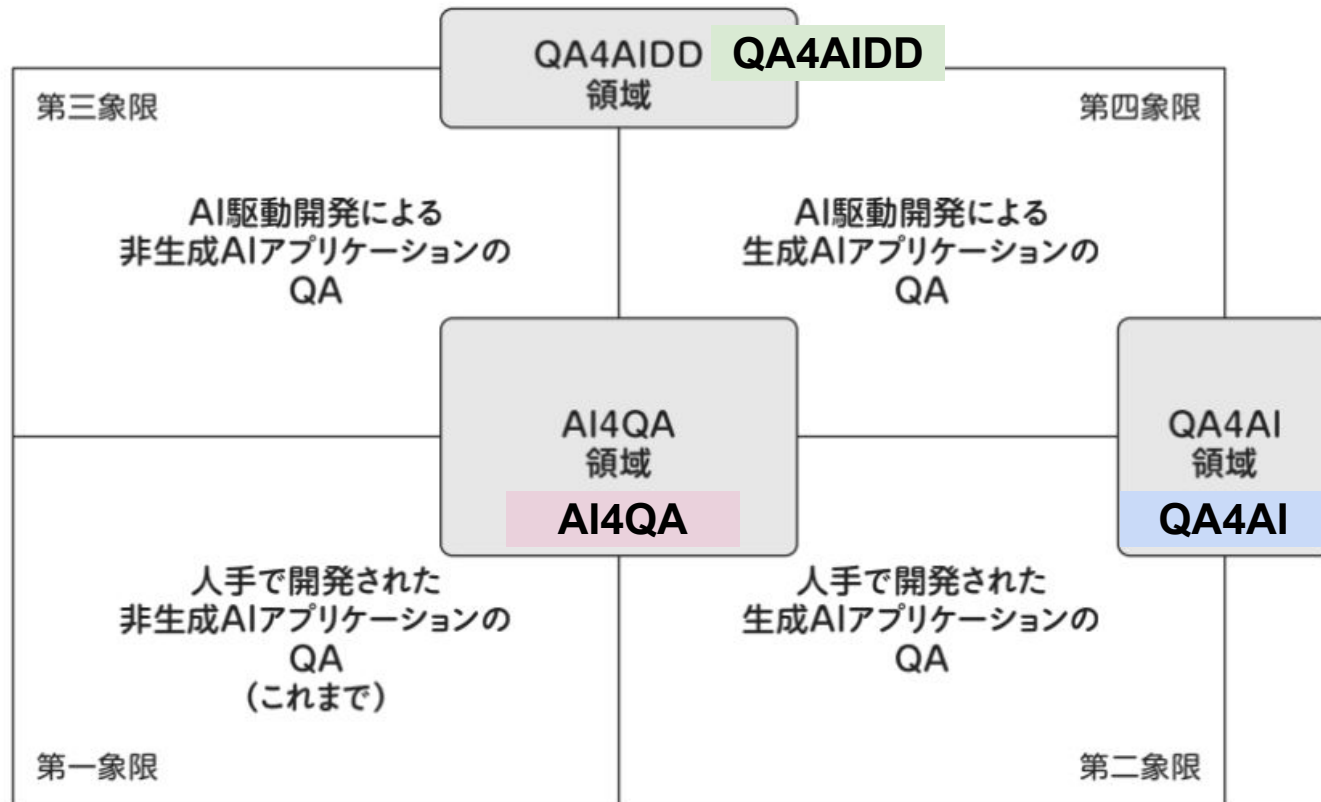 QA4AIDD
領域
QA4AIDD
第三象限
第四象限
AI駆動開発による
非生成AIアプリケーションの
QA
AI駆動開発による
生成AIアプリケーションの
QA
AI4QA
領域
AI4QA
QA4AI
領域
QA4AI
人手で開発された
非生成AIアプリケーションの
QA
(これまで)
人手で開発された
生成AIアプリケーションの
QA
第一象限
第二象限